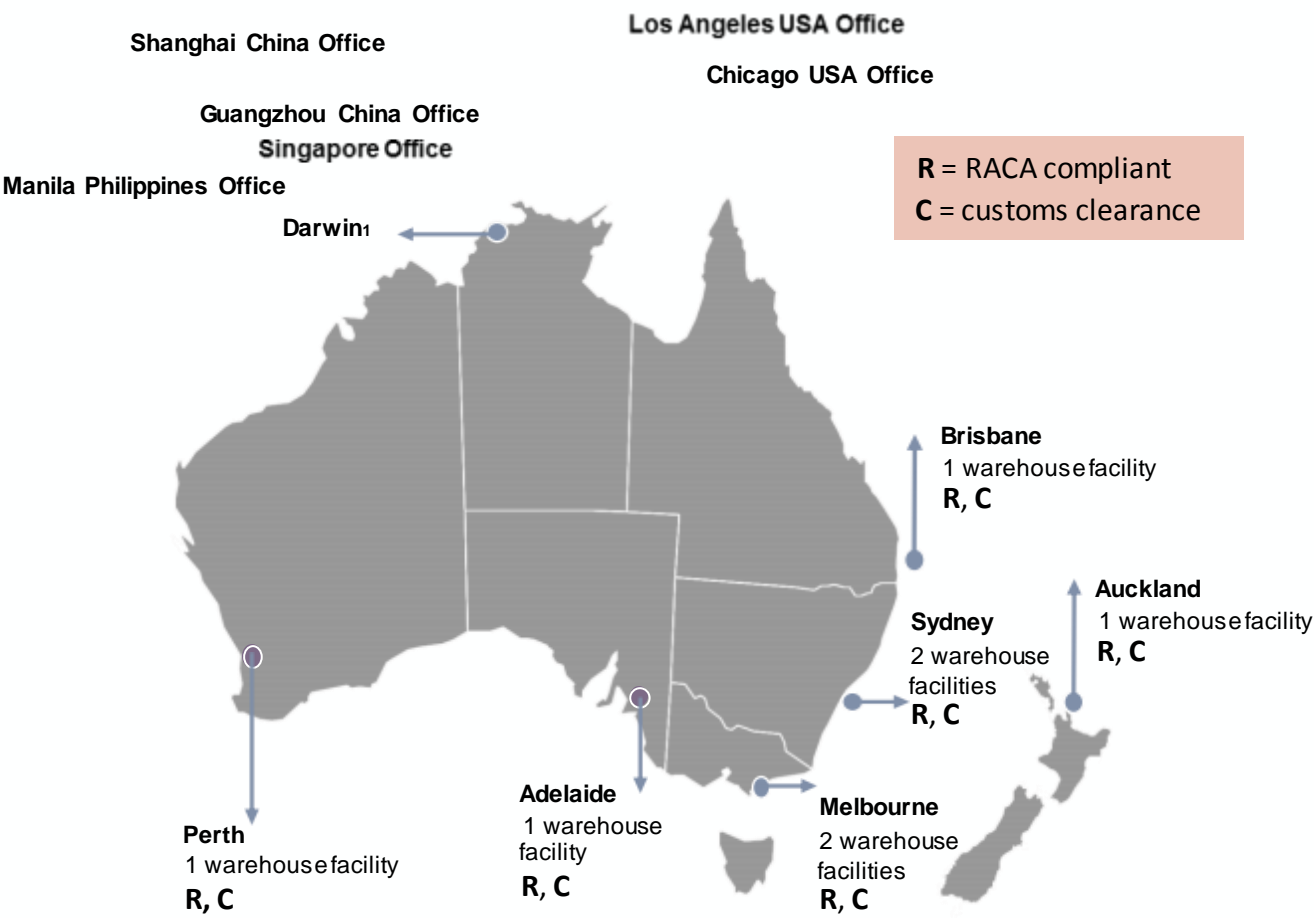 Los Angeles USA Office
Shanghai China Office
Chicago USA Office
Guangzhou China Office
Singapore Office
Manila Philippines Office
R = RACA compliant
C = customs clearance
Darwin1
Brisbane
1 warehouse facility
R, C
Auckland
1 warehouse facility
R, C
Sydney
2 warehouse
facilities
R, C
Adelaide
1 warehouse
facility
R, C
Melbourne
2 warehouse
facilities
R, C
Perth
1 warehouse facility
R, C